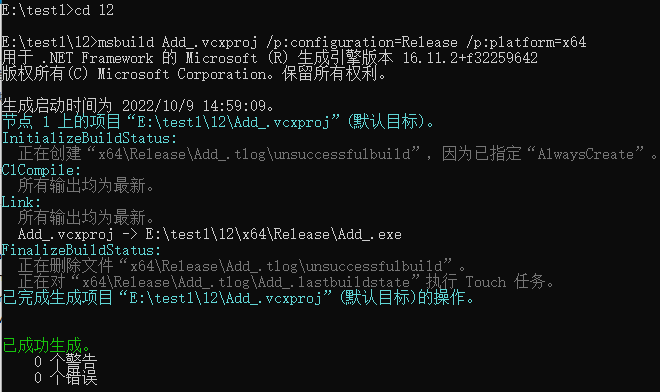 E:\test1>cd 12
E:\test1\12>msbuild Add_.vcxproj /p:configuration=Release /p:platform=x64
用于 .NET Framework 的 Microsoft (R) 生成引擎版本 16.11.2+f32259642
版权所有(C) Microsoft Corporation。保留所有权利。
生成启动时间为 2022/10/9 14:59:09。
节点 1 上的项目“E:\test1\12\Add_.vcxproj”(默认目标)。
InitializeBuildStatus:
正在创建“x64\Release\Add_.tlog\unsuccessfulbuild”，因为已指定“AlwaysCreate”。
ClCompile:
所有输出均为最新。
Link:
所有输出均为最新。
Add_.vcxproj -> E:\test1\12\x64\Release\Add_.exe
FinalizeBuildStatus:
正在删除文件“x64\Release\Add_.tlog\unsuccessfulbuild”。
正在对“x64\Release\Add_.tlog\Add_.lastbuildstate”执行 Touch 任务。
已完成生成项目“E:\test1\12\Add_.vcxproj”(默认目标)的操作。
已成功生成。
0 个警告
0 个错误